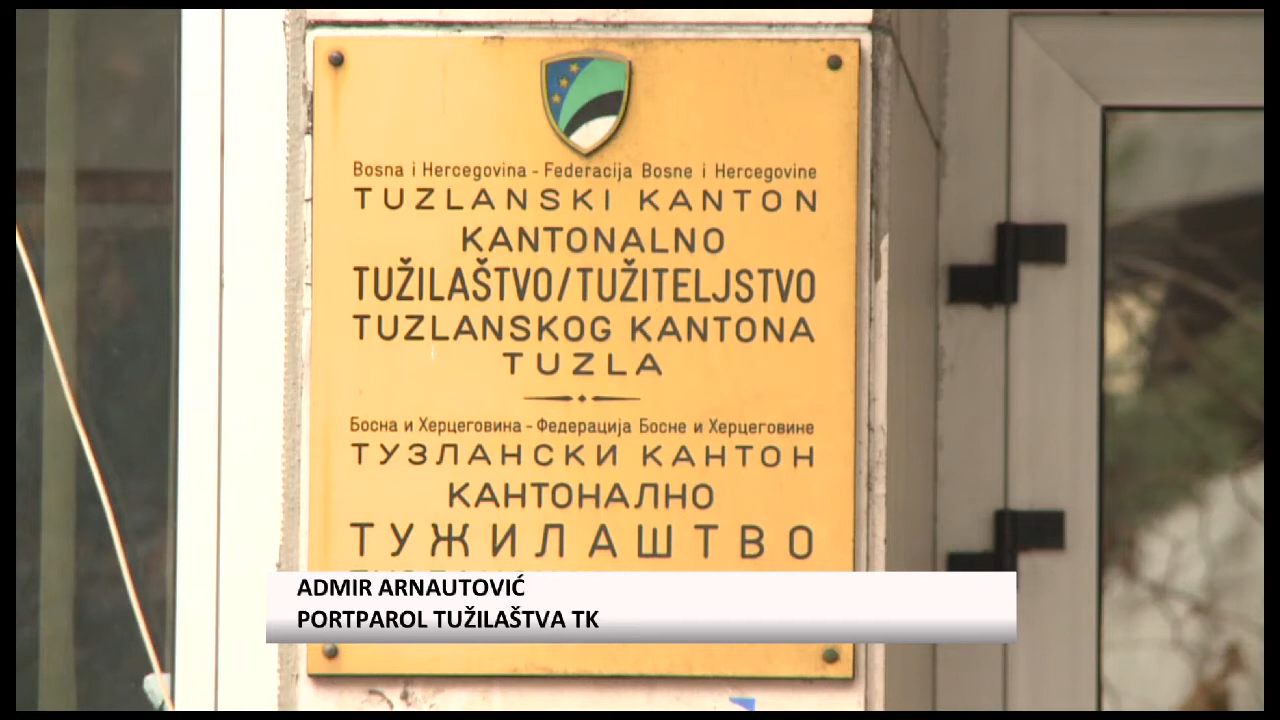 Bosna i Hercegovina - Federacija Bosne i Hercegovine
TUZLANSKI KANTON
KANTONALNO
TUŽILAŠTVO/TUŽITELJSTVO
TUZLANSKOG KANTONA
TUZLA
Босна и Херцеговина - Федерација Босне и Херцеговине
ТУЗЛАНСКИ КАНТОН
КАНТОНАЛНО
ТУЖИЛАШТВО
ADMIR ARNAUTOVIĆ
PORTPAROL TUŽILAŠTVA TK